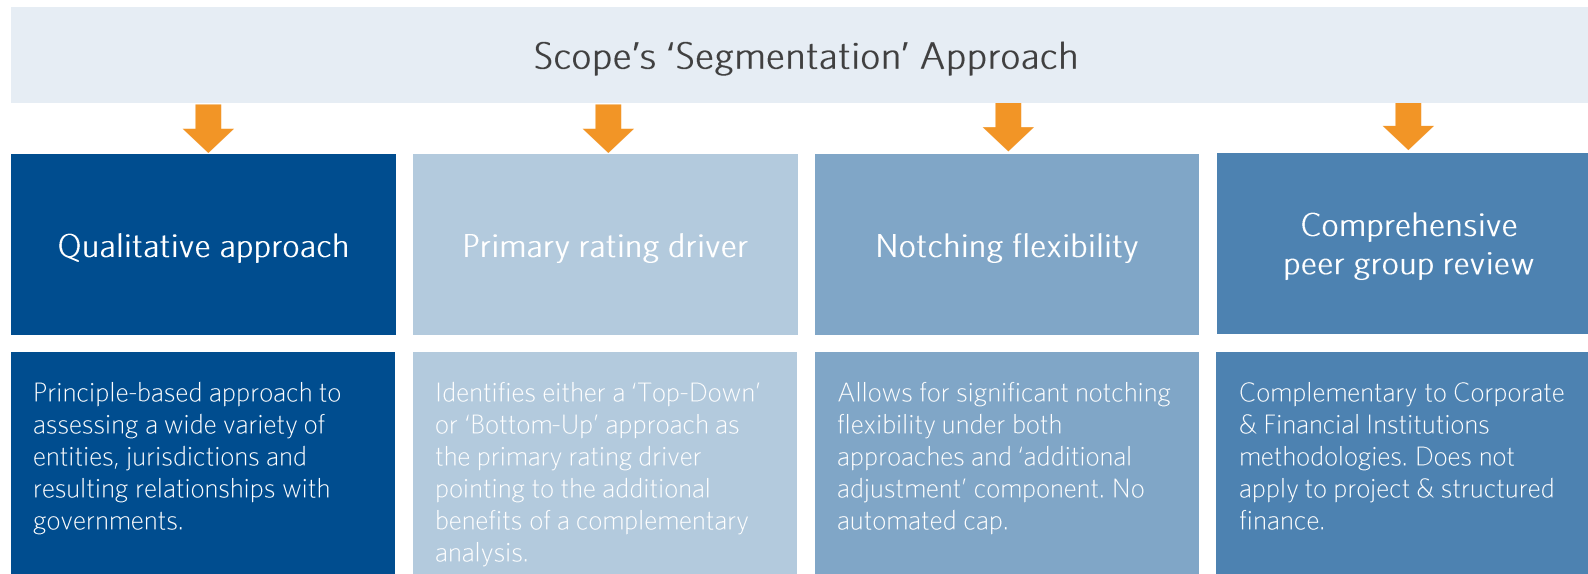 Scope’s ‘Segmentation’ Approach
Qualitative approach
Primary rating driver
Notching flexibility
Comprehensive
peer group review
Principle-based approach to
assessing a wide variety of
entities, jurisdictions and
resulting relationships with
governments.
Identifies either a ‘Top-Down’
or ‘Bottom-Up’ approach as
the primary rating driver
pointing to the additional
benefits of a complementary
analysis.
Allows for significant notching
flexibility under both
approaches and ‘additional
adjustment’ component. No
automated cap.
Complementary to Corporate
& Financial Institutions
methodologies. Does not
apply to project & structured
finance.